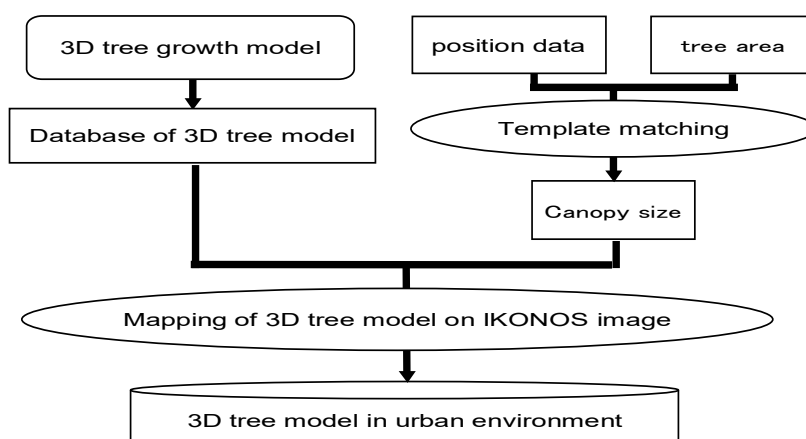 3D tree growth model
position data
tree area
Database of 3D tree model
Template matching
Canopy size
Mapping of 3D tree model on IKONOS image
3D tree model in urban environment